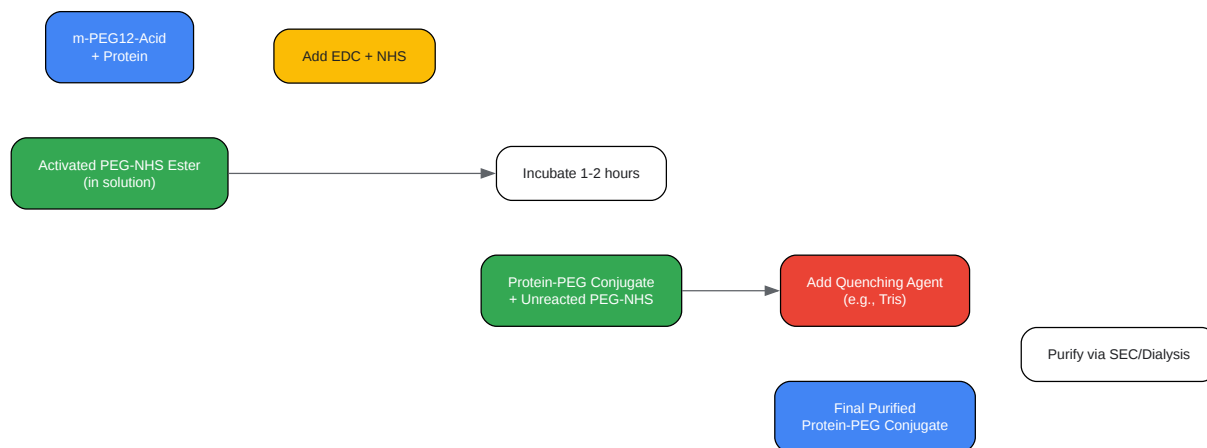 m-PEG12-Acid
+ Protein
Add EDC + NHS
Activated PEG-NHS Ester
(in solution)
Incubate 1-2 hours
Protein-PEG Conjugate
+ Unreacted PEG-NHS
Add Quenching Agent
(e.g., Tris)
Purify via SEC/Dialysis
Final Purified
Protein-PEG Conjugate